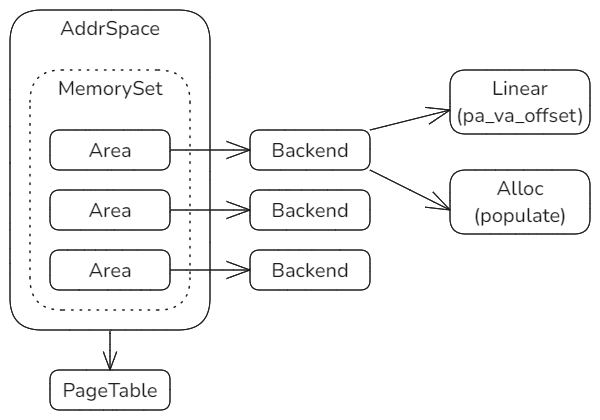 AddrSpace
MemorySet
Area
Backend
Linear
(pa_va_offset)
Area
Backend
Alloc
(populate)
Area
Backend
PageTable